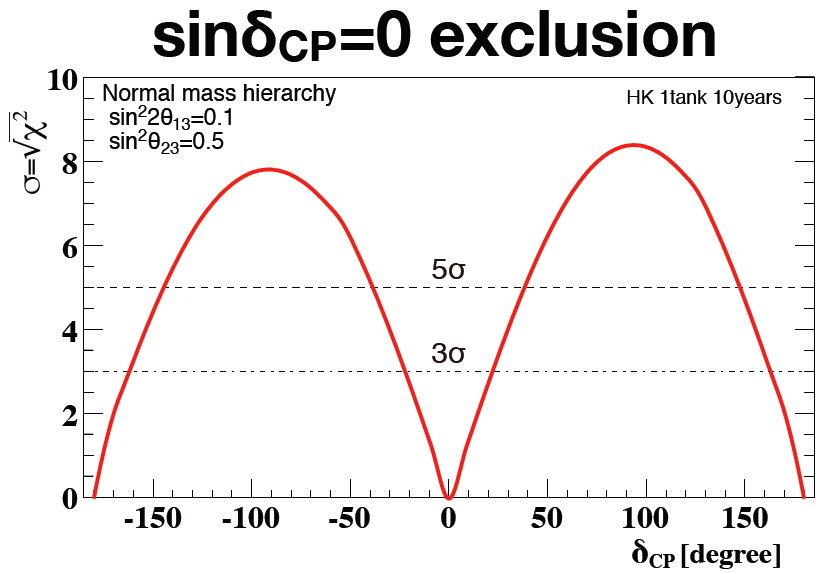 sinδCP=0 exclusion
10
Normal mass hierarchy
HK 1tank 10years
sin²2θ₁₃=0.1
sin²θ₂₃=0.5
σ=√χ²
8
6
5σ
4
3σ
2
0
-150 -100 -50 0 50 100 150
δCP [degree]